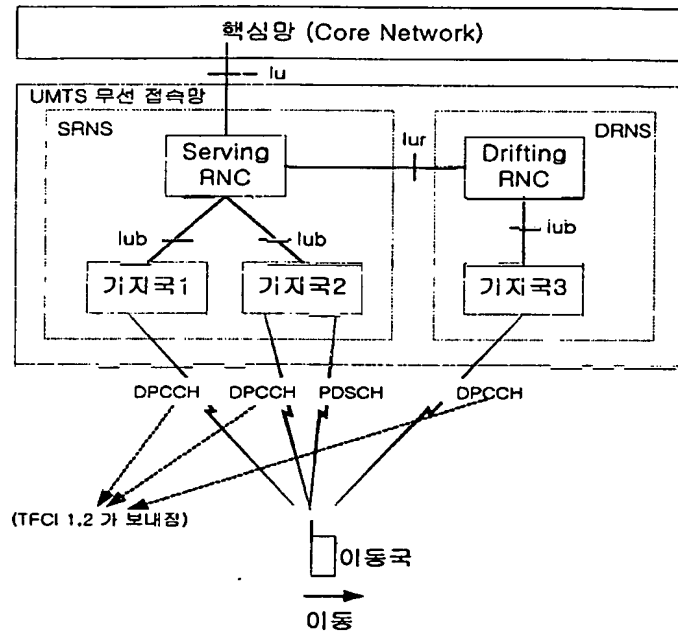 핵심망 (Core Network)
Iu
UMTS 무선 접속망
SRNS
DRNS
Serving
RNC
Iur
Drifting
RNC
Iub
Iub
iub
기지국1
기지국2
기지국3
DPCCH
DPCCH
PDSCH
DPCCH
(TFCI 1.2 가 보내짐)
이동국
이동